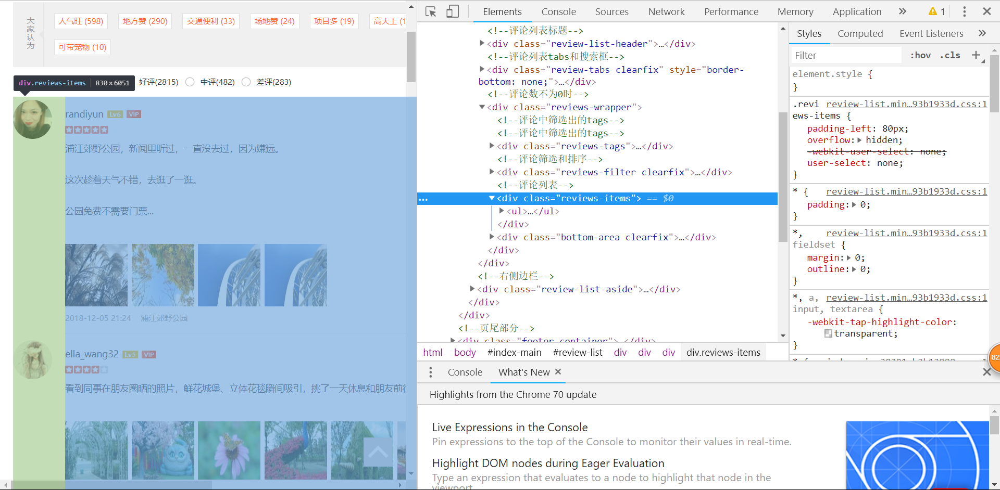 大家认为
人气旺 (598)
地方赞 (290)
交通便利 (33)
场地赞 (24)
项目多 (19)
高大上 (1
可带宠物 (10)
div.reviews-items 830×6051
好评(2815) 中评(482) 差评(283)
randiyun Lv6 VIP
浦江郊野公园，新闻里听过，一直没去过，因为嫌远。
这次趁着天气不错，去逛了一逛。
公园免费不需要门票...
2018-12-05 21:24 浦江郊野公园
ella_wang32 Lv5 VIP
看到同事在朋友圈晒的照片，鲜花城堡、立体花毯瞬间吸引，挑了一天休息和朋友前往
Elements Console Sources Network Performance Memory Application » 1
<!--评论列表标题-->
<div class="review-list-header">…</div>
<!--评论列表tabs和搜索框-->
<div class="review-tabs clearfix" style="border-
bottom: none;">…</div>
<!--评论数不为0时-->
<div class="reviews-wrapper">
<!--评论中筛选出的tags-->
<!--评论中筛选出的tags-->
<div class="reviews-tags">…</div>
<!--评论筛选和排序-->
<div class="reviews-filter clearfix">…</div>
<!--评论列表-->
… <div class="reviews-items"> == $0
<ul>…</ul>
</div>
<div class="bottom-area clearfix">…</div>
</div>
</div>
<!--右侧边栏-->
<div class="review-list-aside">…</div>
</div>
</div>
<!--页尾部分-->
<div class="footer-container">…</div>
html body #index-main #review-list div div div div.reviews-items
Styles Computed Event Listeners »
Filter :hov .cls +
element.style {
}
.revi review-list.min…93b1933d.css:1
ews-items {
padding-left: 80px;
overflow: hidden;
-webkit-user-select: none;
user-select: none;
}
* { review-list.min…93b1933d.css:1
padding: 0;
}
*, review-list.min…93b1933d.css:1
fieldset {
margin: 0;
outline: 0;
}
*, a, review-list.min…93b1933d.css:1
input, textarea {
-webkit-tap-highlight-color:
transparent;
}
82
Console What's New ×
Highlights from the Chrome 70 update
Live Expressions in the Console
Pin expressions to the top of the Console to monitor their values in real-time.
Highlight DOM nodes during Eager Evaluation
Type an expression that evaluates to a node to highlight that node in the
viewport